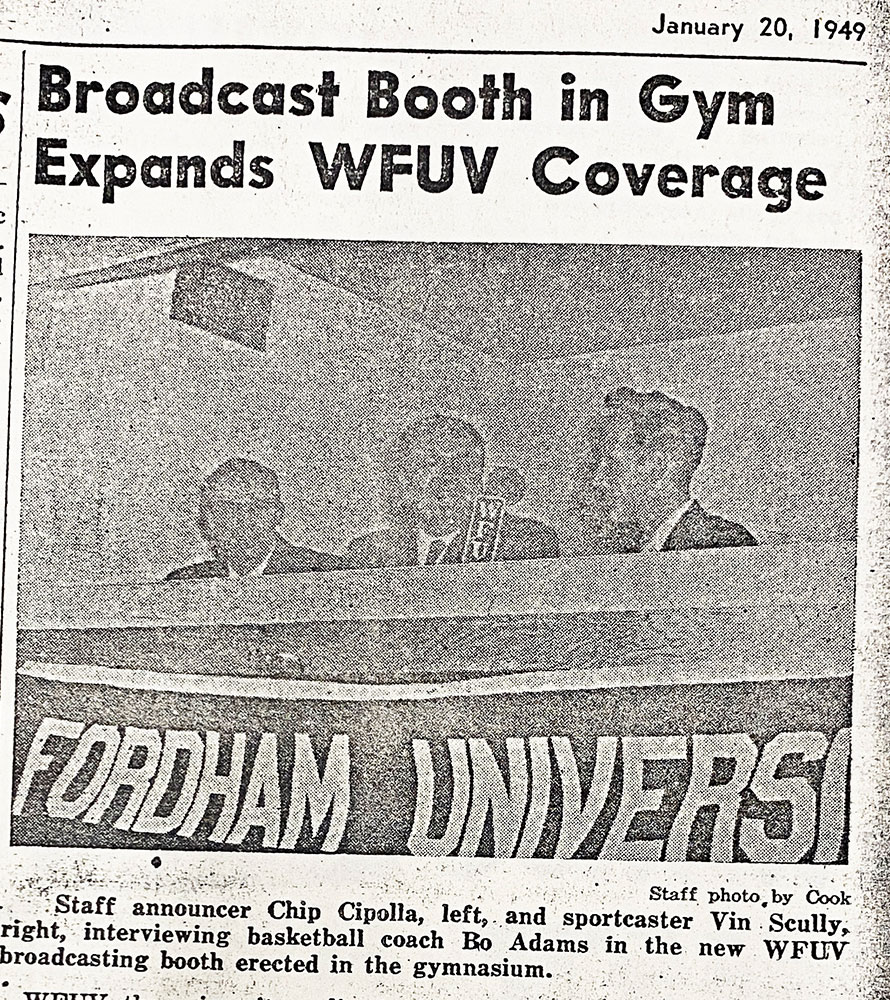 January 20, 1949
Broadcast Booth in Gym
Expands WFUV Coverage
WFU
FORDHAM UNIVERSI
Staff photo by Cook
Staff announcer Chip Cipolla, left, and sportcaster Vin Scully,
right, interviewing basketball coach Bo Adams in the new WFUV
broadcasting booth erected in the gymnasium.
WFUV